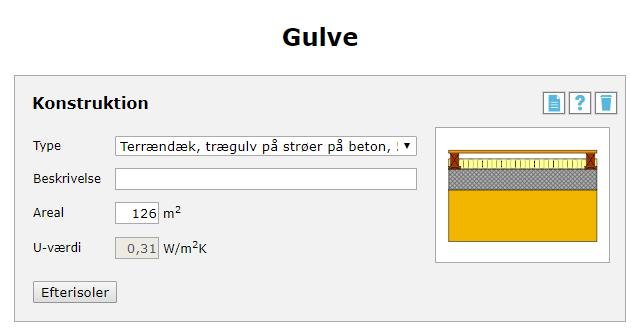 Gulve
Konstruktion
?
Type Terrændæk, trægulv på strøer på beton,
Beskrivelse
Areal 126 m²
U-værdi 0,31 W/m²K
Efterisoler